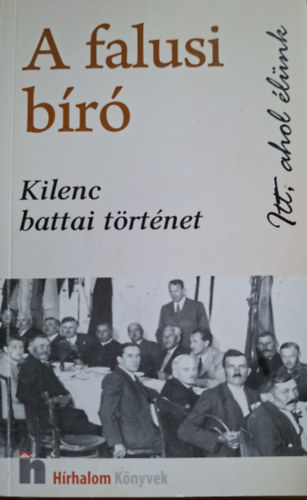 A falusi
bíró
Kilenc
battai történet
Itt, ahol élünk
Hírhalom Könyvek